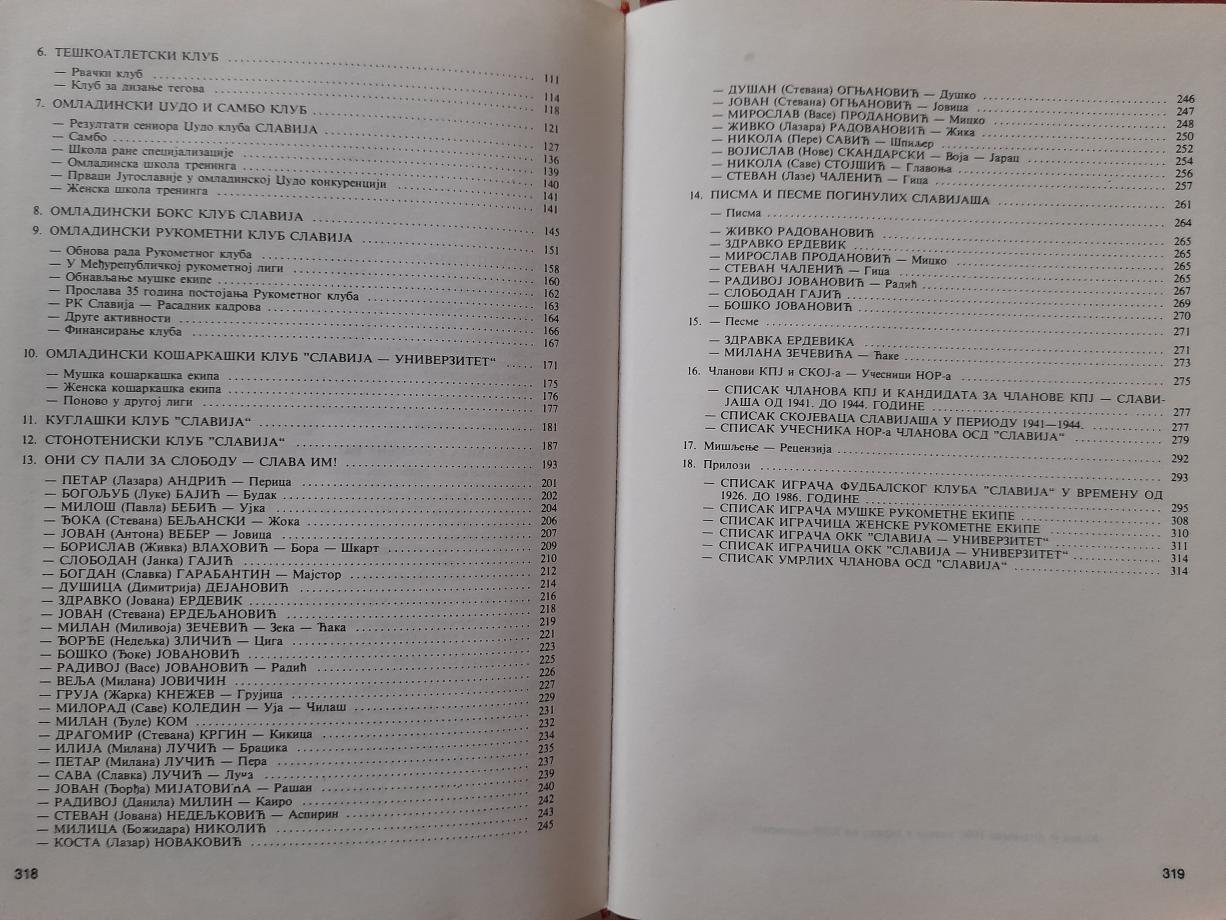 6. ТЕШКОАТЛЕТСКИ КЛУБ ........ 111
— Рвачки клуб ........ 114
— Клуб за дизање тегова ........ 118
7. ОМЛАДИНСКИ ЏУДО И САМБО КЛУБ ........ 121
— Резултати сениора Џудо клуба СЛАВИЈА ........ 127
— Самбо ........ 136
— Школа ране специјализације ........ 139
— Омладинска школа тренинга ........ 140
— Прваци Југославије у омладинској Џудо конкуренцији ........ 141
— Женска школа тренинга ........ 141
8. ОМЛАДИНСКИ БОКС КЛУБ СЛАВИЈА ........ 145
9. ОМЛАДИНСКИ РУКОМЕТНИ КЛУБ СЛАВИЈА ........ 151
— Обнова рада Рукометног клуба ........ 158
— У Међурепубличкој рукометној лиги ........ 160
— Обнављање мушке екипе ........ 162
— Прослава 35 година постојања Рукометног клуба ........ 163
— РК Славија — Расадник кадрова ........ 164
— Друге активности ........ 166
— Финансирање клуба ........ 167
10. ОМЛАДИНСКИ КОШАРКАШКИ КЛУБ "СЛАВИЈА — УНИВЕРЗИТЕТ“ ........ 171
— Мушка кошаркашка екипа ........ 175
— Женска кошаркашка екипа ........ 176
— Поново у другој лиги ........ 177
11. КУГЛАШКИ КЛУБ "СЛАВИЈА“ ........ 181
12. СТОНОТЕНИСКИ КЛУБ "СЛАВИЈА“ ........ 187
13. ОНИ СУ ПАЛИ ЗА СЛОБОДУ — СЛАВА ИМ! ........ 193
— ПЕТАР (Лазара) АНДРИЋ — Перица ........ 201
— БОГОЉУБ (Луке) БАЈИЋ — Будак ........ 202
— МИЛОШ (Павла) БЕБИЋ — Ујка ........ 204
— ЂОКА (Стевана) БЕЉАНСКИ — Жока ........ 206
— ЈОВАН (Антона) ВЕБЕР — Јовица ........ 207
— БОРИСЛАВ (Живка) ВЛАХОВИЋ — Бора — Шкарт ........ 209
— СЛОБОДАН (Јанка) ГАЈИЋ ........ 210
— БОГДАН (Славка) ГАРАБАНТИН — Мајстор ........ 212
— ДУШИЦА (Димитрија) ДЕЈАНОВИЋ ........ 214
— ЗДРАВКО (Јована) ЕРДЕВИК ........ 216
— ЈОВАН (Стевана) ЕРДЕЉАНОВИЋ ........ 218
— МИЛАН (Миливоја) ЗЕЧЕВИЋ — Зека — Ћака ........ 219
— ЂОРЂЕ (Недељка) ЗЛИЧИЋ — Цига ........ 221
— БОШКО (Ђоке) ЈОВАНОВИЋ ........ 223
— РАДИВОЈ (Васе) ЈОВАНОВИЋ — Радић ........ 225
— ВЕЉА (Милана) ЈОВИЧИН ........ 226
— ГРУЈА (Жарка) КНЕЖЕВ — Грујица ........ 227
— МИЛОРАД (Саве) КОЛЕДИН — Уја — Чилаш ........ 229
— МИЛАН (Ђуле) КОМ ........ 231
— ДРАГОМИР (Стевана) КРГИН — Кикица ........ 232
— ИЛИЈА (Милана) ЛУЧИЋ — Брацика ........ 234
— ПЕТАР (Милана) ЛУЧИЋ — Пера ........ 235
— САВА (Славка) ЛУЧИЋ — Луча ........ 237
— ЈОВАН (Ђорђа) МИЈАТОВИЋА — Рашан ........ 239
— РАДИВОЈ (Данила) МИЛИН — Каиро ........ 240
— СТЕВАН (Јована) НЕДЕЉКОВИЋ — Аспирин ........ 242
— МИЛИЦА (Божидара) НИКОЛИЋ ........ 243
— КОСТА (Лазар) НОВАКОВИЋ ........ 245
318
— ДУШАН (Стевана) ОГЊАНОВИЋ — Душко ........ 246
— ЈОВАН (Стевана) ОГЊАНОВИЋ — Јовица ........ 247
— МИРОСЛАВ (Васе) ПРОДАНОВИЋ — Мицко ........ 248
— ЖИВКО (Лазара) РАДОВАНОВИЋ — Жика ........ 250
— НИКОЛА (Пере) САВИЋ — Шпиљер ........ 252
— ВОЈИСЛАВ (Нове) СКАНДАРСКИ — Воја — Јарац ........ 254
— НИКОЛА (Саве) СТОЈШИЋ — Главоња ........ 256
— СТЕВАН (Лазе) ЧАЛЕНИЋ — Гица ........ 257
14. ПИСМА И ПЕСМЕ ПОГИНУЛИХ СЛАВИЈАША ........ 261
— Писма ........ 264
— ЖИВКО РАДОВАНОВИЋ ........ 265
— ЗДРАВКО ЕРДЕВИК ........ 265
— МИРОСЛАВ ПРОДАНОВИЋ — Мицко ........ 265
— СТЕВАН ЧАЛЕНИЋ — Гица ........ 265
— РАДИВОЈ ЈОВАНОВИЋ — Радић ........ 267
— СЛОБОДАН ГАЈИЋ ........ 269
— БОШКО ЈОВАНОВИЋ ........ 270
15. — Песме ........ 271
— ЗДРАВКА ЕРДЕВИКА ........ 271
— МИЛАНА ЗЕЧЕВИЋА — Ћаке ........ 273
16. Чланови КПЈ и СКОЈ-а — Учесници НОР-а ........ 275
— СПИСАК ЧЛАНОВА КПЈ И КАНДИДАТА ЗА ЧЛАНОВЕ КПЈ — СЛАВИ-
ЈАША ОД 1941. ДО 1944. ГОДИНЕ ........ 277
— СПИСАК СКОЈЕВАЦА СЛАВИЈАША У ПЕРИОДУ 1941—1944. ........ 277
— СПИСАК УЧЕСНИКА НОР-а ЧЛАНОВА ОСД "СЛАВИЈА“ ........ 279
17. Мишљење — Рецензија ........ 292
18. Прилози ........ 293
— СПИСАК ИГРАЧА ФУДБАЛСКОГ КЛУБА "СЛАВИЈА“ У ВРЕМЕНУ ОД
1926. ДО 1986. ГОДИНЕ ........ 295
— СПИСАК ИГРАЧА МУШКЕ РУКОМЕТНЕ ЕКИПЕ ........ 308
— СПИСАК ИГРАЧИЦА ЖЕНСКЕ РУКОМЕТНЕ ЕКИПЕ ........ 310
— СПИСАК ИГРАЧА ОКК "СЛАВИЈА — УНИВЕРЗИТЕТ“ ........ 311
— СПИСАК ИГРАЧИЦА ОКК "СЛАВИЈА — УНИВЕРЗИТЕТ“ ........ 314
— СПИСАК УМРЛИХ ЧЛАНОВА ОСД "СЛАВИЈА“ ........ 314
319